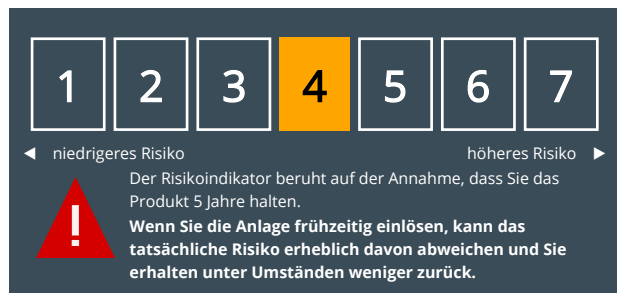 1 2 3 4 5 6 7
niedrigeres Risiko höheres Risiko
Der Risikoindikator beruht auf der Annahme, dass Sie das
Produkt 5 Jahre halten.
Wenn Sie die Anlage frühzeitig einlösen, kann das
tatsächliche Risiko erheblich davon abweichen und Sie
erhalten unter Umständen weniger zurück.
!